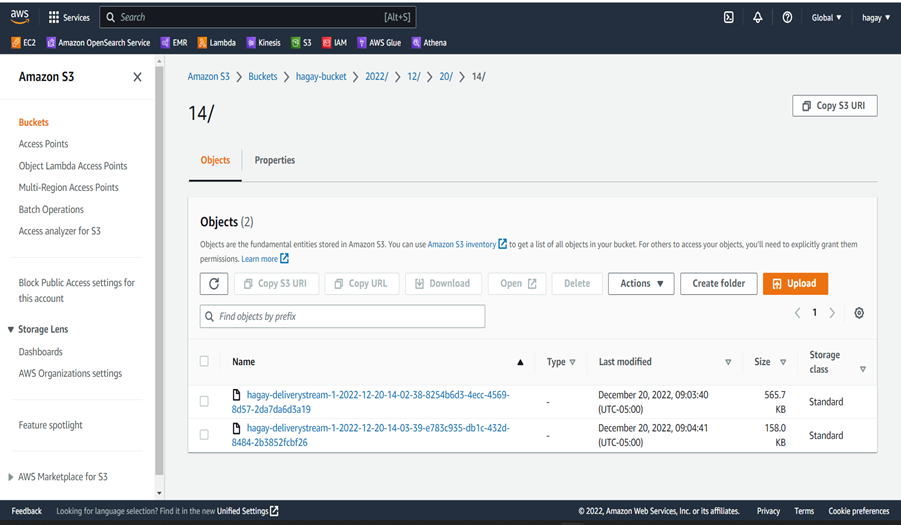 aws Services Search [Alt+S] Global hagay
EC2 Amazon OpenSearch Service EMR Lambda Kinesis S3 IAM AWS Glue Athena
Amazon S3
Buckets
Access Points
Object Lambda Access Points
Multi-Region Access Points
Batch Operations
Access analyzer for S3
Block Public Access settings for
this account
Storage Lens
Dashboards
AWS Organizations settings
Feature spotlight
AWS Marketplace for S3
Amazon S3 > Buckets > hagay-bucket > 2022/ > 12/ > 20/ > 14/
14/
Copy S3 URI
Objects Properties
Objects (2)
Objects are the fundamental entities stored in Amazon S3. You can use Amazon S3 inventory to get a list of all objects in your bucket. For others to access your objects, you'll need to explicitly grant them
permissions. Learn more
Copy S3 URI Copy URL Download Open Delete Actions Create folder Upload
Find objects by prefix
1
Name Type Last modified Size Storage
class
hagay-deliverystream-1-2022-12-20-14-02-38-8254b6d3-4ecc-4569-
8d57-2da7da6d3a19
-
December 20, 2022, 09:03:40
(UTC-05:00)
565.7
KB
Standard
hagay-deliverystream-1-2022-12-20-14-03-39-e783c935-db1c-432d-
8484-2b3852fcbf26
-
December 20, 2022, 09:04:41
(UTC-05:00)
158.0
KB
Standard
Feedback Looking for language selection? Find it in the new Unified Settings © 2022, Amazon Web Services, Inc. or its affiliates. Privacy Terms Cookie preferences